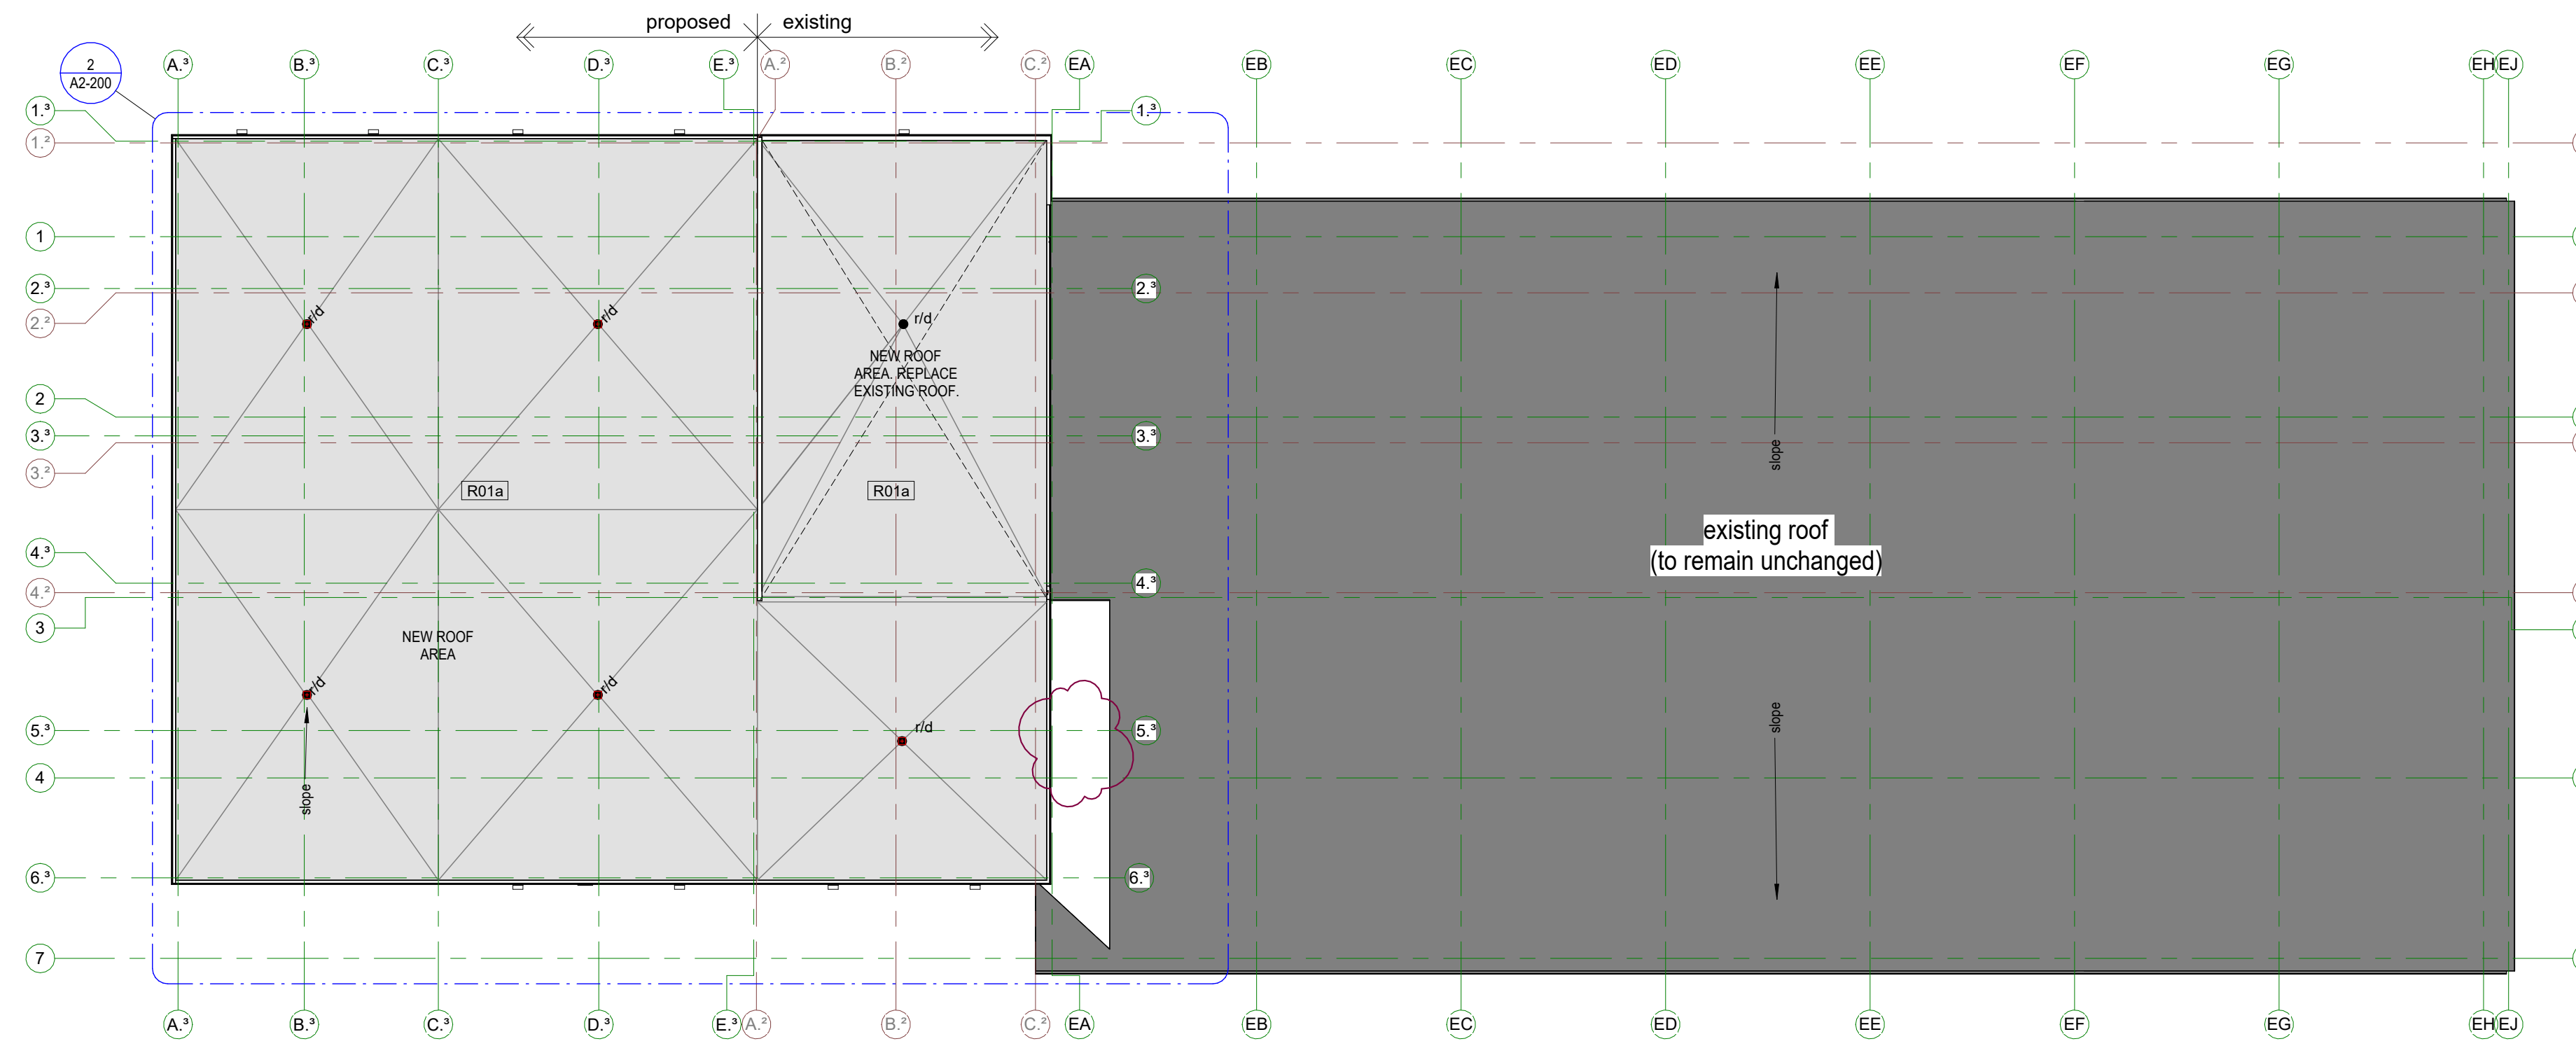 proposed existing
2
A2-200
A.³ B.³ C.³ D.³ E.³ A.² B.² C.² EA EB EC ED EE EF EG EH EJ
1.³ 1.³
1.²
1
2.³ 2.³
2.²
r/d r/d r/d
NEW ROOF
AREA. REPLACE
EXISTING ROOF.
2
3.³ 3.³
3.²
slope
R01a R01a
existing roof
(to remain unchanged)
4.³ 4.³
4.²
3
NEW ROOF
AREA
r/d r/d
slope
r/d
5.³ 5.³
4
slope
6.³ 6.³
7
A.³ B.³ C.³ D.³ E.³ A.² B.² C.² EA EB EC ED EE EF EG EH EJ